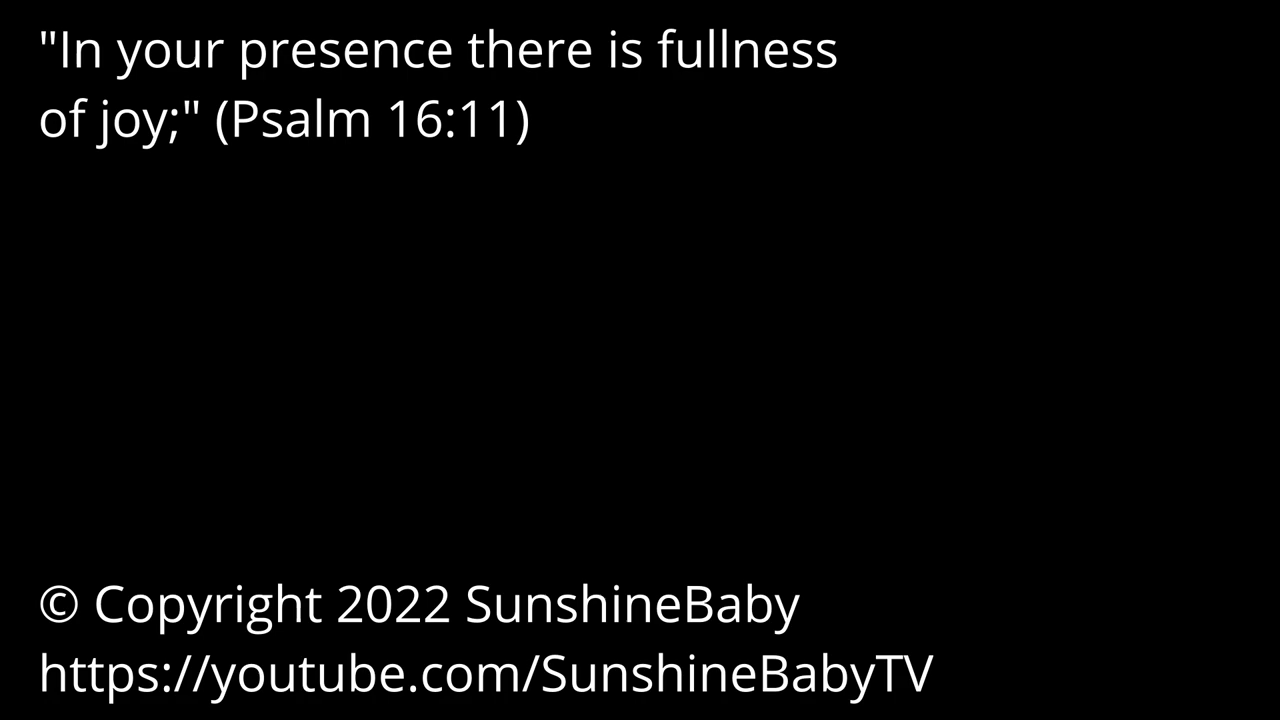 "In your presence there is fullness
of joy;" (Psalm 16:11)
© Copyright 2022 SunshineBaby
https://youtube.com/SunshineBabyTV